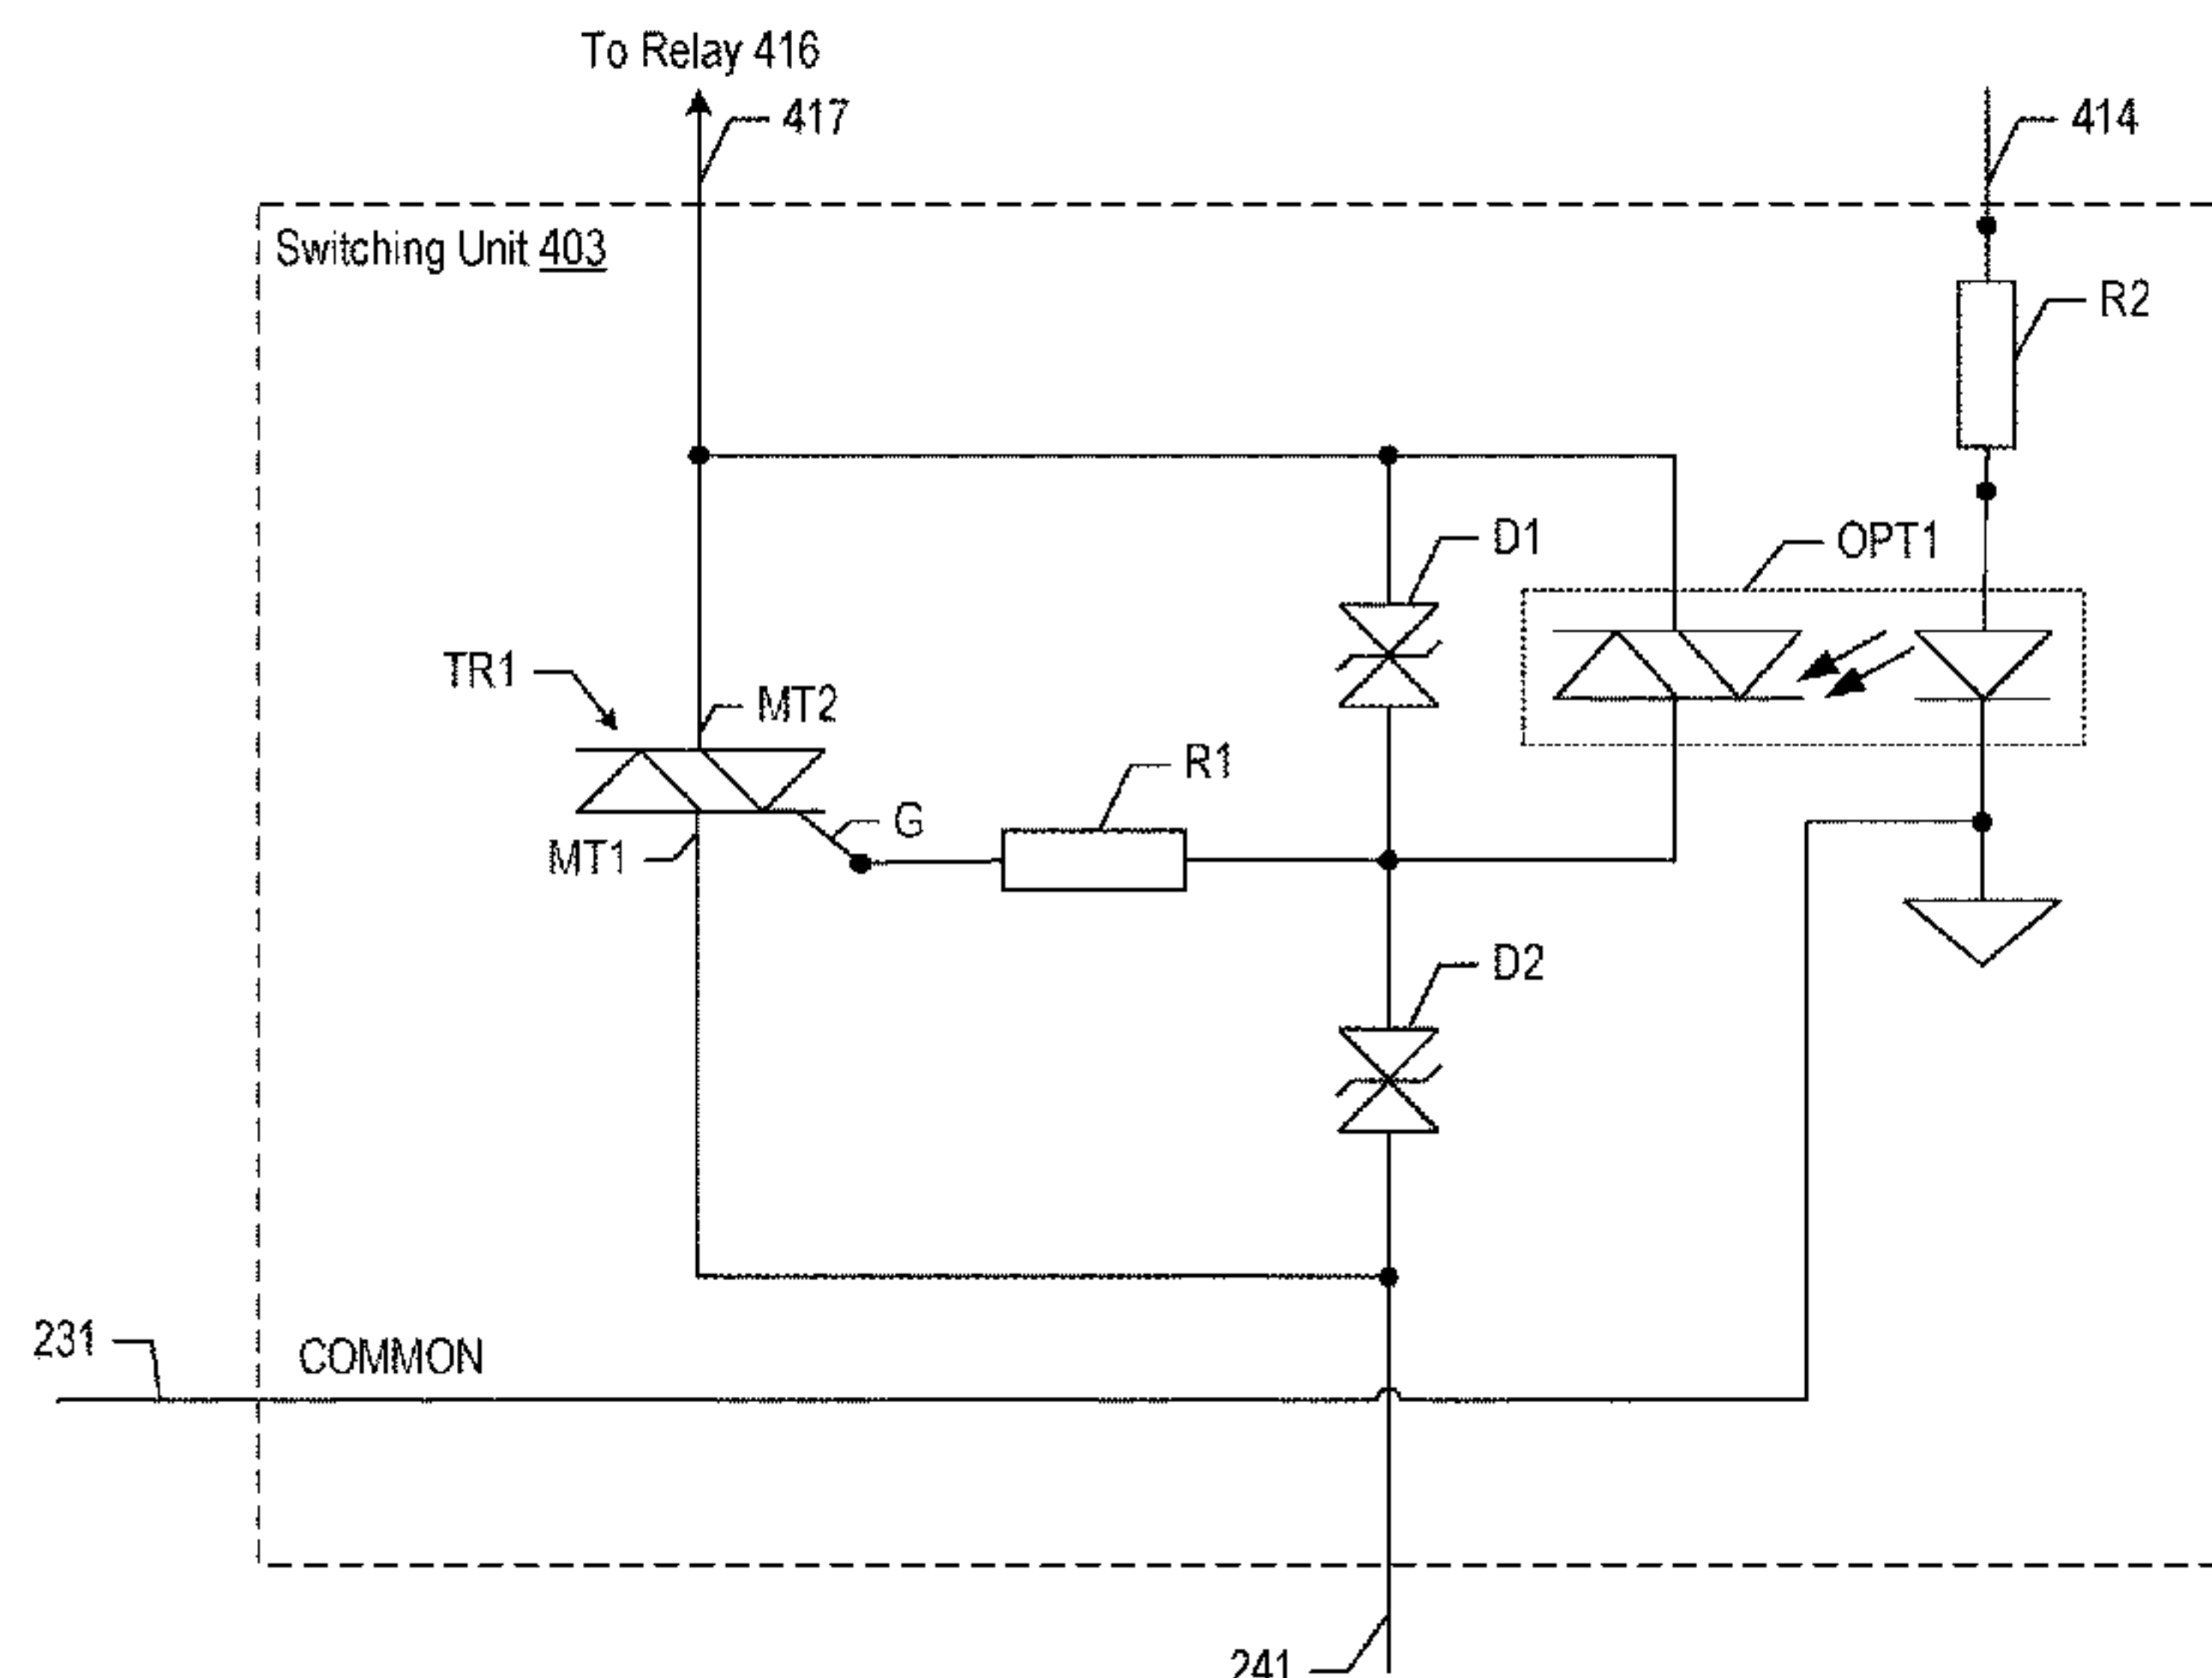 To Relay 416
417
414
Switching Unit 403
R2
D1
OPT1
TR1
MT2
R1
G
MT1
D2
231
COMMON
241